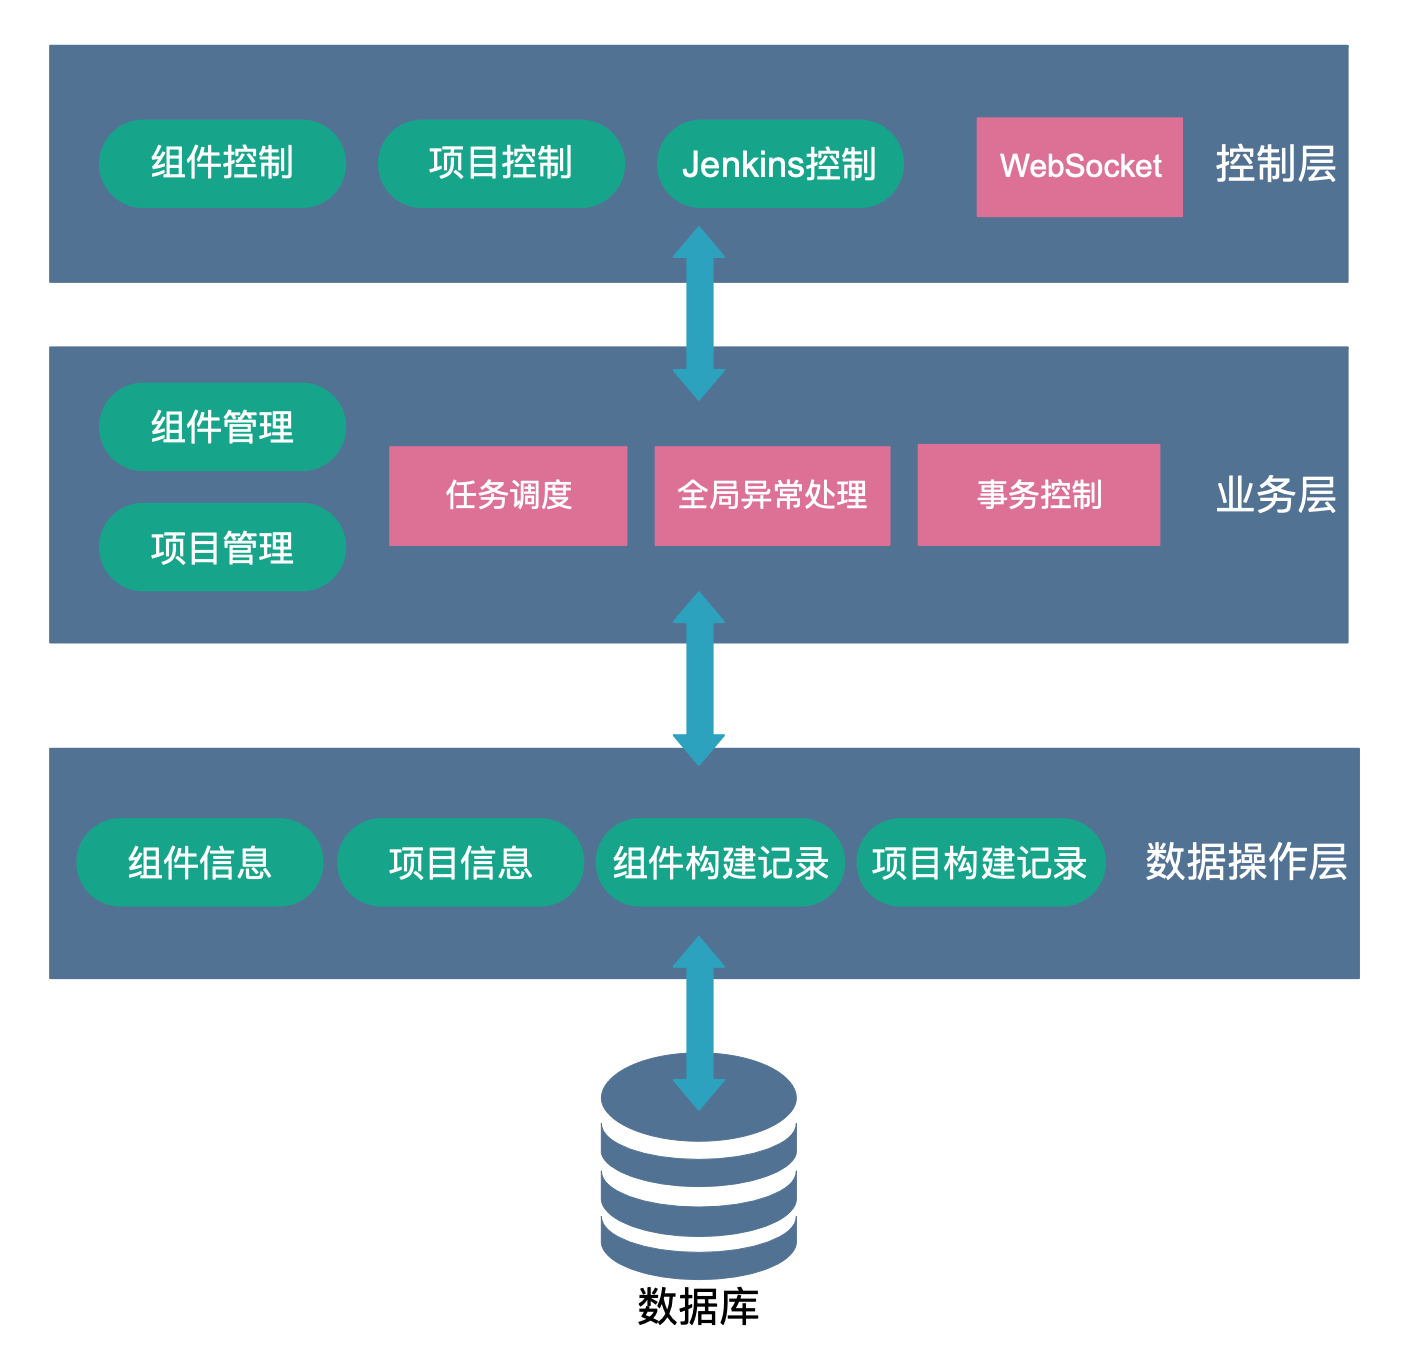 组件控制
项目控制
Jenkins控制
WebSocket
控制层
组件管理
项目管理
任务调度
全局异常处理
事务控制
业务层
组件信息
项目信息
组件构建记录
项目构建记录
数据操作层
数据库